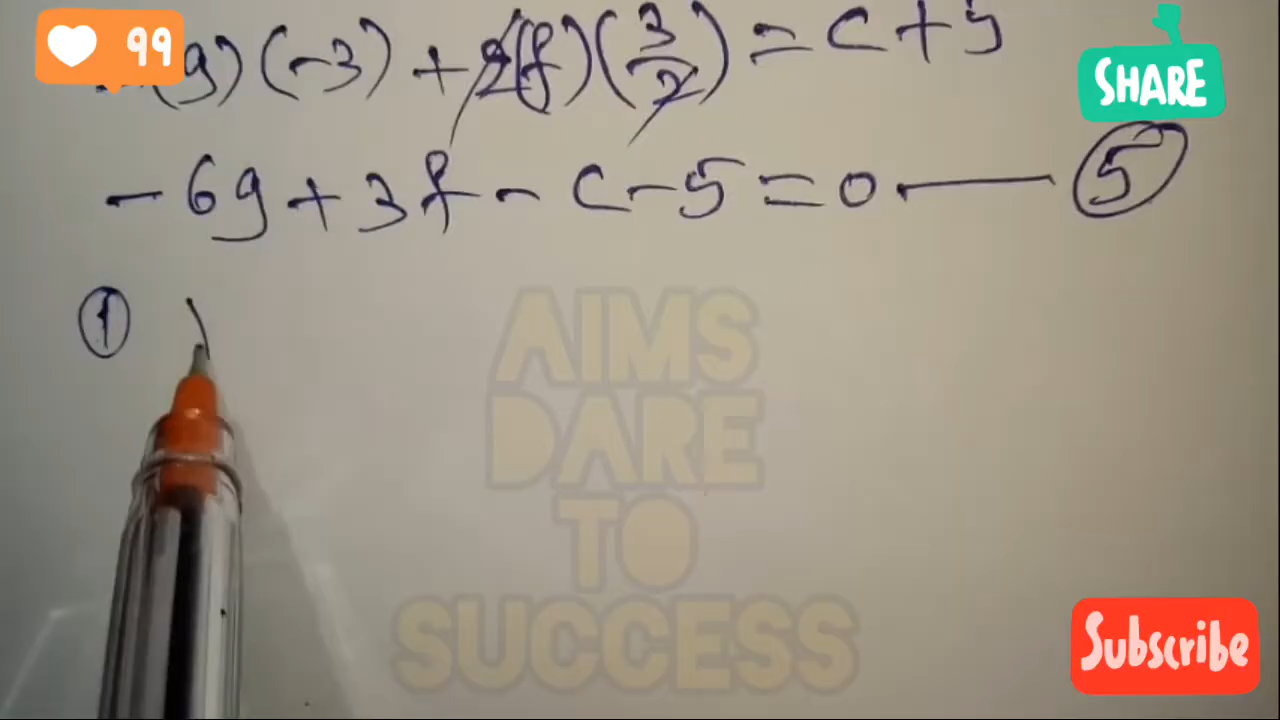 99
(g)(-3) + 2(f)(3/2) = c + 5
SHARE
-6g + 3f - c - 5 = 0 — 5
1
AIMS
DARE
TO
SUCCESS
Subscribe